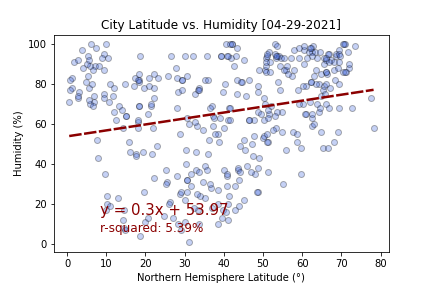 City Latitude vs. Humidity [04-29-2021]
100
80
60
40
20
0
Humidity (%)
y = 0.3x + 53.97
r-squared: 5.39%
0 10 20 30 40 50 60 70 80
Northern Hemisphere Latitude (°)